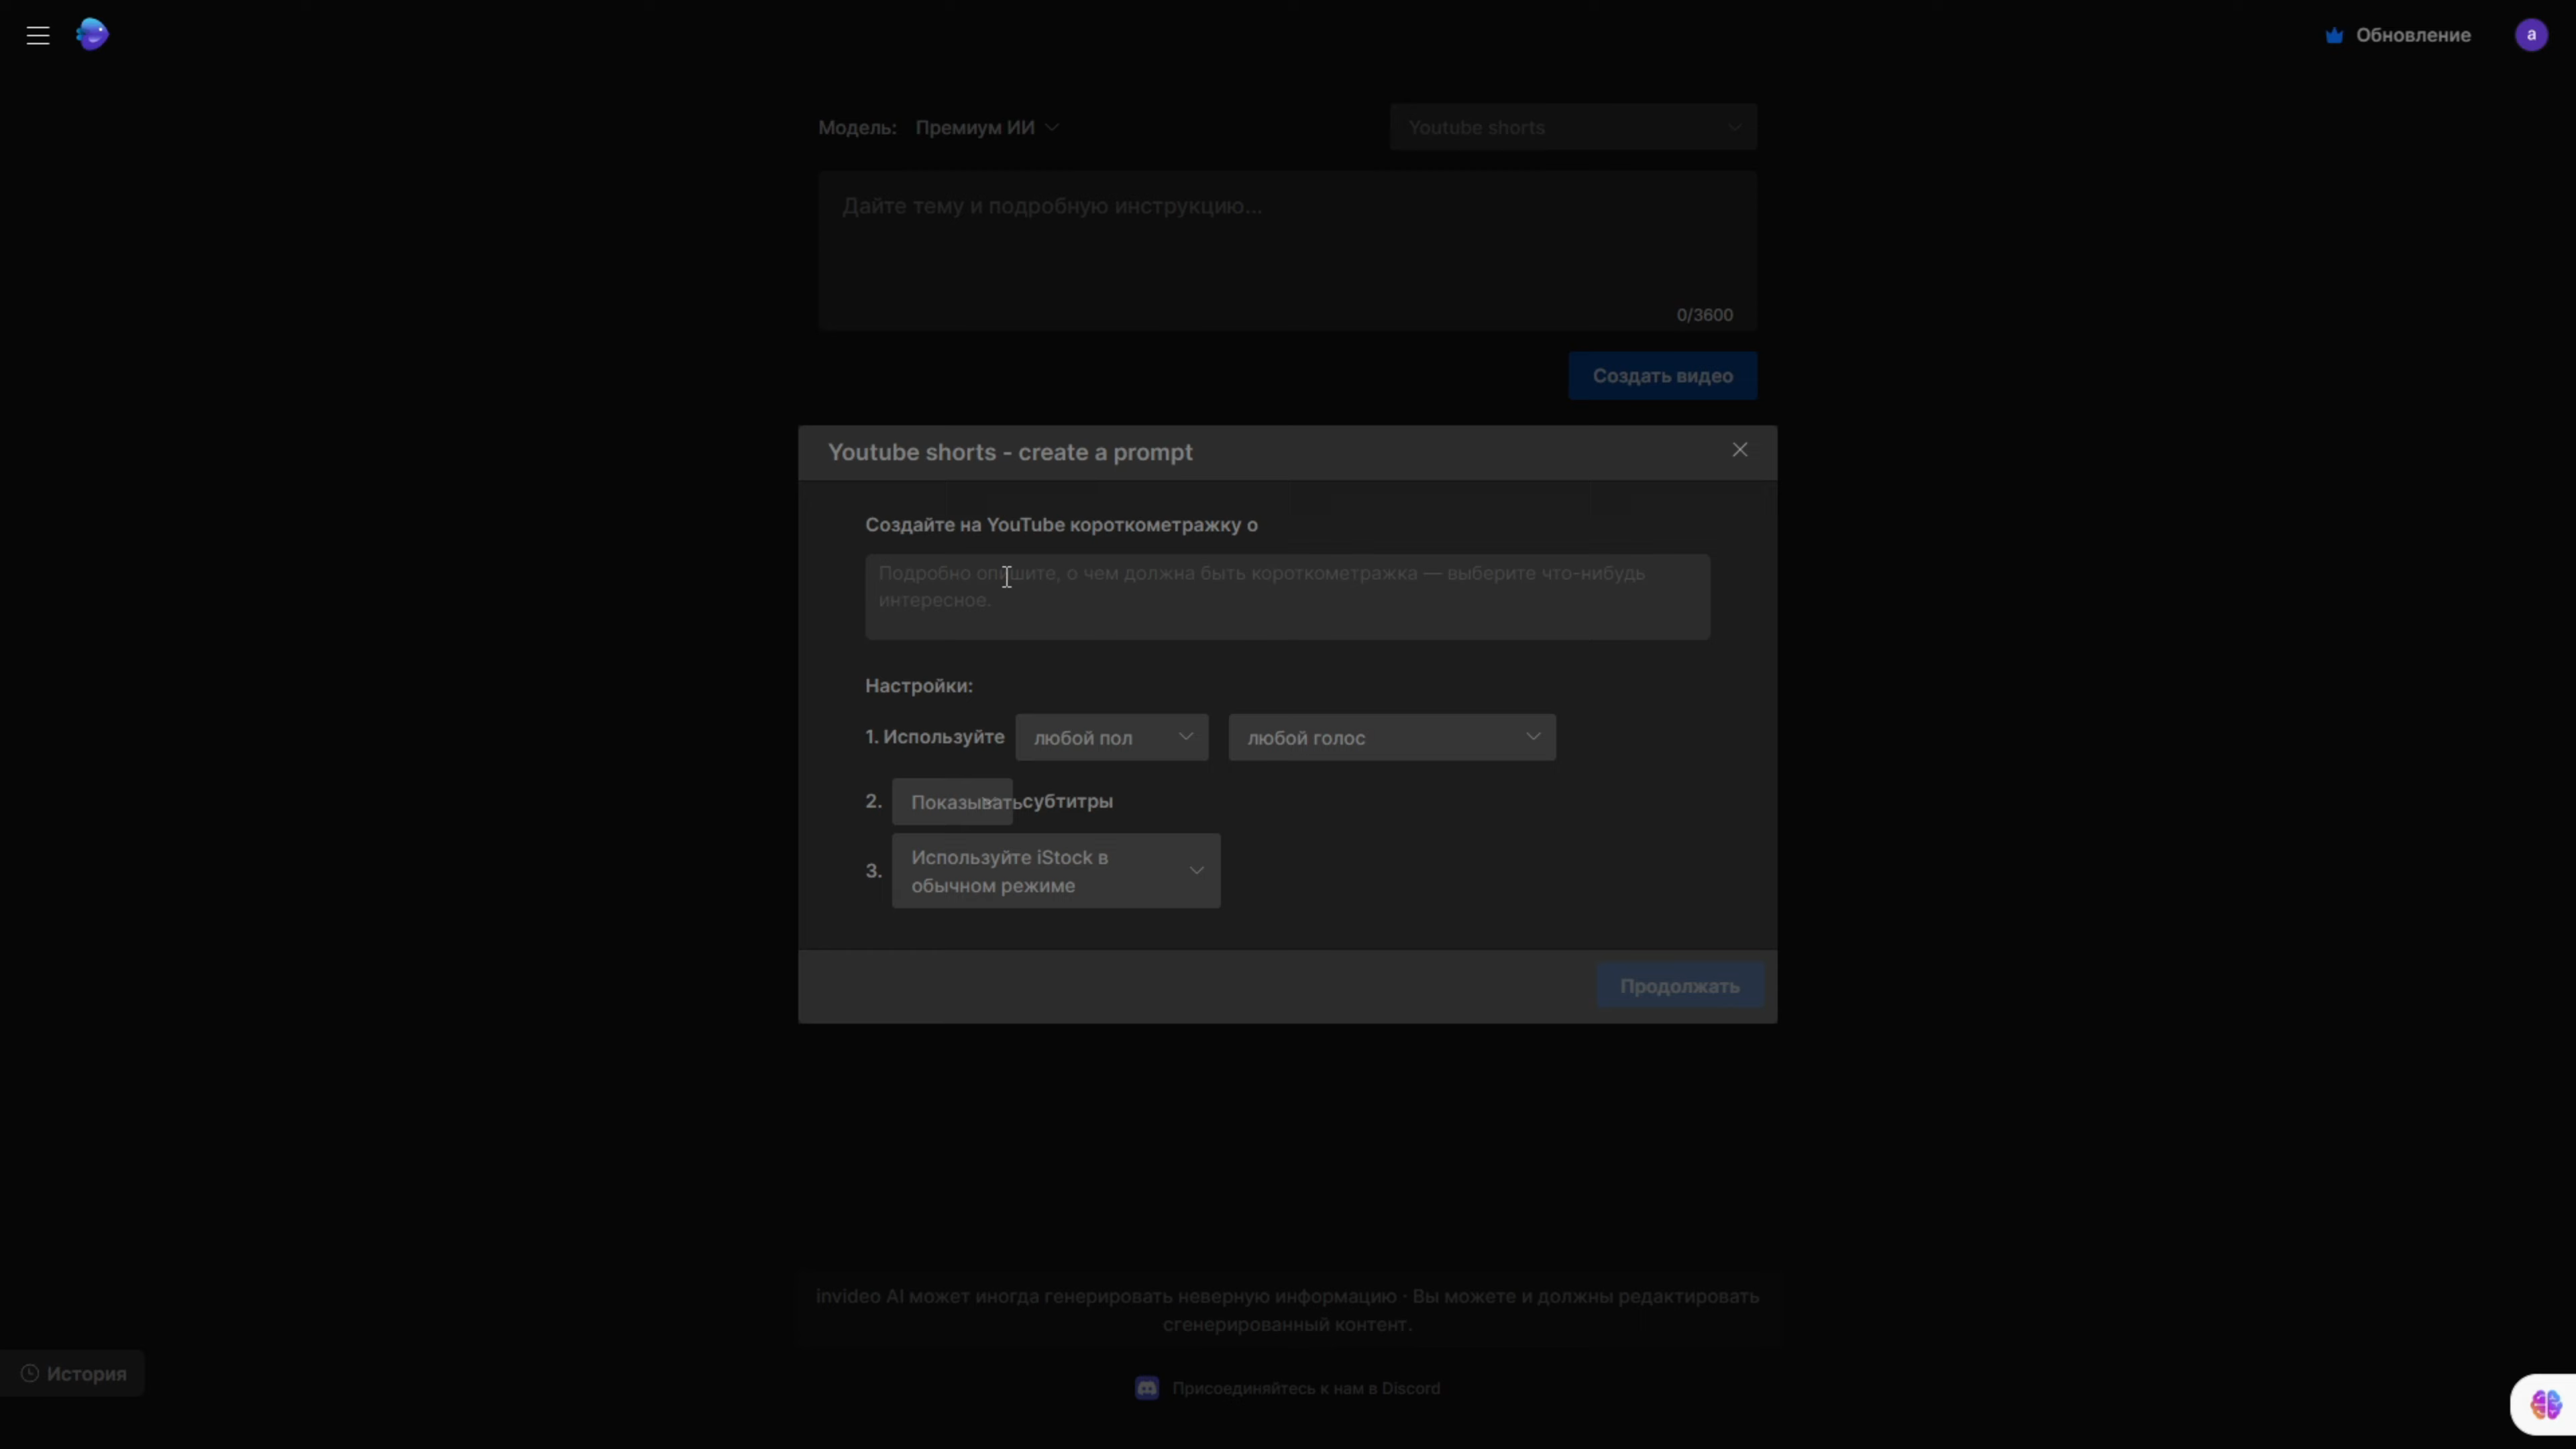 Обновление
a
Модель: Премиум ИИ
Youtube shorts
Дайте тему и подробную инструкцию...
0/3600
Создать видео
Youtube shorts - create a prompt
Создайте на YouTube короткометражку о
Подробно опишите, о чем должна быть короткометражка — выберите что-нибудь
интересное.
Настройки:
1. Используйте любой пол любой голос
2. Показывать субтитры
3. Используйте iStock в
обычном режиме
Продолжать
invideo AI может иногда генерировать неверную информацию · Вы можете и должны редактировать
сгенерированный контент.
История
Присоединяйтесь к нам в Discord